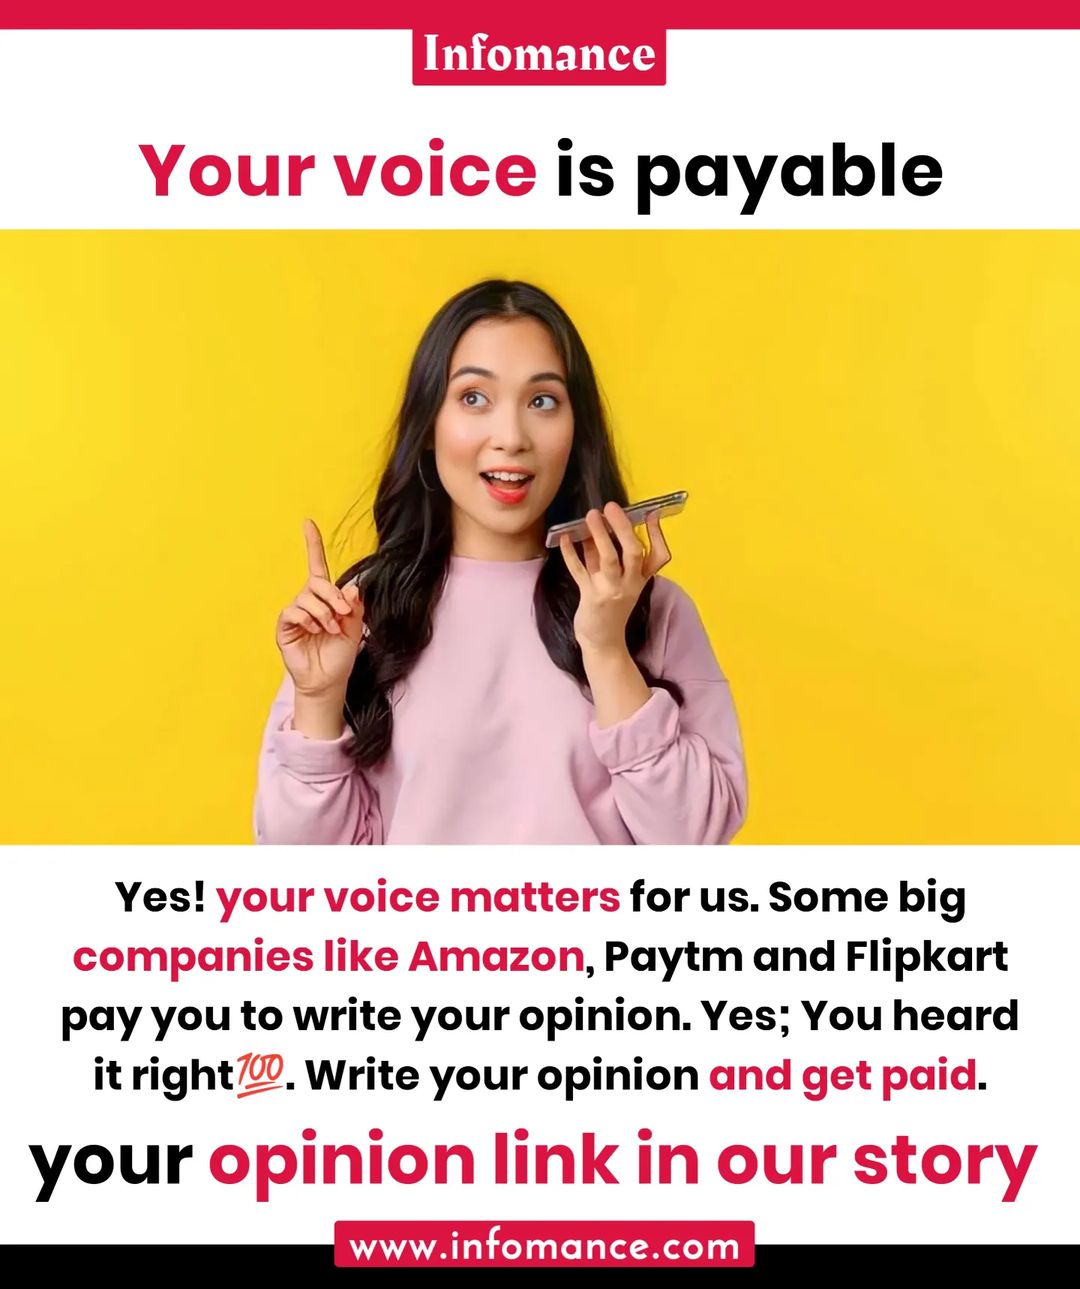 Infomance
Your voice is payable
Yes! your voice matters for us. Some big
companies like Amazon, Paytm and Flipkart
pay you to write your opinion. Yes; You heard
it right💯. Write your opinion and get paid.
your opinion link in our story
www.infomance.com